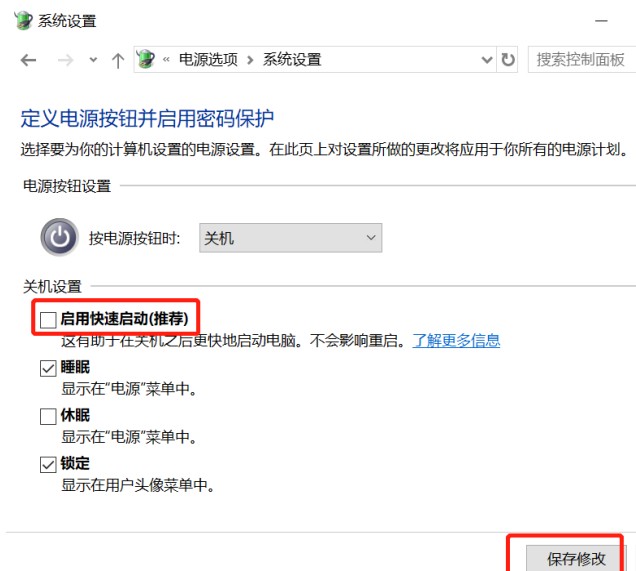 系统设置
« 电源选项 > 系统设置 搜索控制面板
定义电源按钮并启用密码保护
选择要为你的计算机设置的电源设置。在此页上对设置所做的更改将应用于你所有的电源计划。
电源按钮设置
按电源按钮时: 关机
关机设置
启用快速启动(推荐)
这有助于在关机之后更快地启动电脑。不会影响重启。了解更多信息
睡眠
显示在“电源”菜单中。
休眠
显示在“电源”菜单中。
锁定
显示在用户头像菜单中。
保存修改